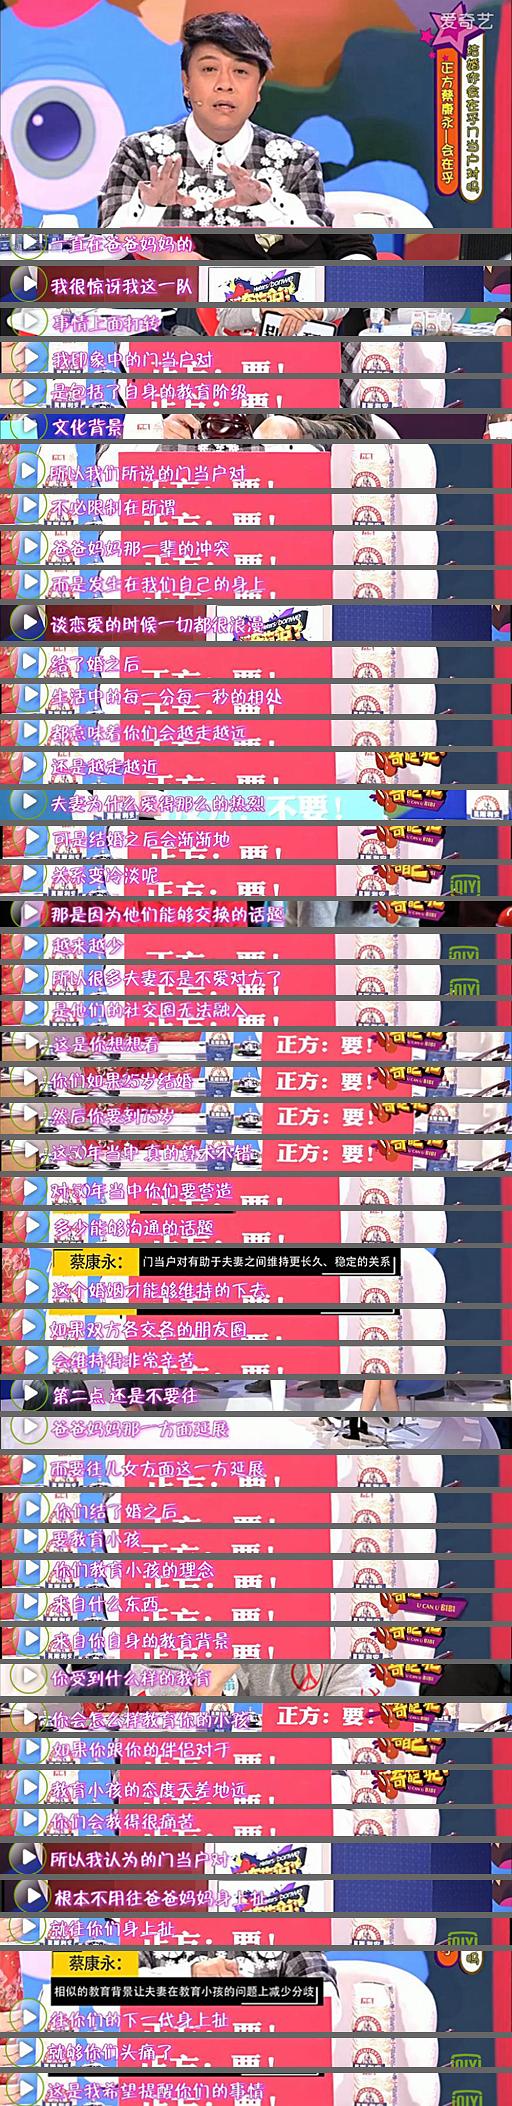 爱奇艺
结婚你会在乎门当户对吗
正方蔡康永—会在乎
一直在爸爸妈妈的
我很惊讶我这一队
事情上面打转
我印象中的门当户对
是包括了自身的教育阶级
文化背景
所以我们所说的门当户对
不必限制在所谓
爸爸妈妈那一辈的冲突
而是发生在我们自己的身上
谈恋爱的时候一切都很浪漫
结了婚之后
生活中的每一分每一秒的相处
都意味着你们会越走越远
还是越走越近
夫妻为什么爱得那么的热烈
不要！
可是结婚之后会渐渐地
关系变冷淡呢
那是因为他们能够交换的话题
越来越少
所以很多夫妻不是不爱对方了
是他们的社交圈无法融入
这是你想想看
正方：要！
你们如果25岁结婚
正方：要！
然后你要到75岁
正方：要！
这50年当中 真的算术不错
正方：要！
对 50年当中你们要营造
多少能够沟通的话题
蔡康永：
门当户对有助于夫妻之间维持更长久、稳定的关系
这个婚姻才能够维持的下去
如果双方各交各的朋友圈
会维持得非常辛苦
第二点 还是不要往
爸爸妈妈那一方面延展
而要往儿女方面这一方延展
你们结了婚之后
要教育小孩
你们教育小孩的理念
来自什么东西
U CAN U BIBI
来自你自身的教育背景
你受到什么样的教育
你会怎么样教育你的小孩
正方：要！
如果你跟你的伴侣对于
教育小孩的态度天差地远
你们会教得很痛苦
所以我认为的门当户对
根本不用往爸爸妈妈身上扯
就往你们身上扯
蔡康永：
相似的教育背景让夫妻在教育小孩的问题上减少分歧
往你们的下一代身上扯
就够你们头痛了
这是我希望提醒你们的事情